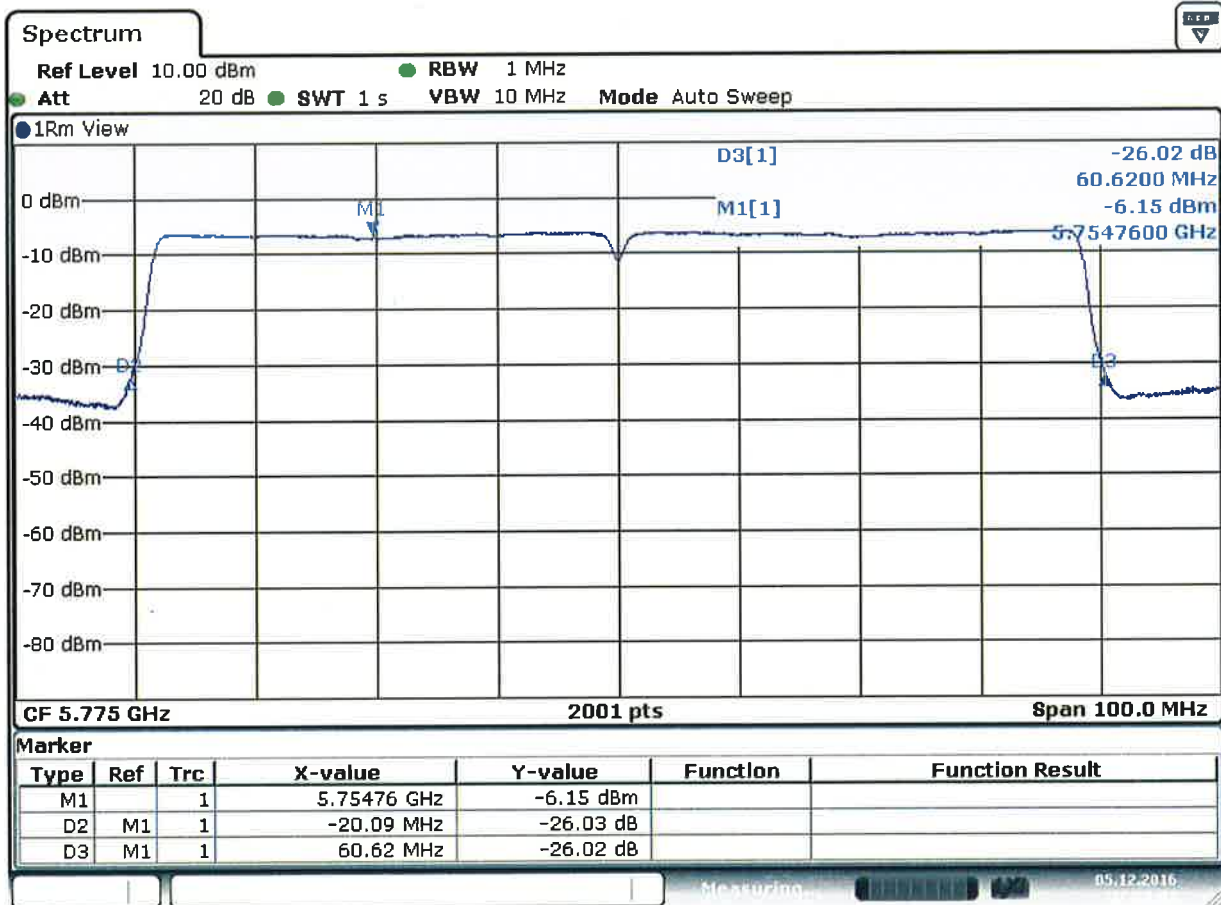 Spectrum
Ref Level 10.00 dBm RBW 1 MHz
Att 20 dB SWT 1 s VBW 10 MHz Mode Auto Sweep
1Rm View
D3[1] -26.02 dB
60.6200 MHz
0 dBm M1 M1[1] -6.15 dBm
5.7547600 GHz
-10 dBm
-20 dBm
-30 dBm D3
-40 dBm
-50 dBm
-60 dBm
-70 dBm
-80 dBm
CF 5.775 GHz 2001 pts Span 100.0 MHz
Marker
Type Ref Trc X-value Y-value Function Function Result
M1 1 5.75476 GHz -6.15 dBm
D2 M1 1 -20.09 MHz -26.03 dB
D3 M1 1 60.62 MHz -26.02 dB
Measuring... 05.12.2016